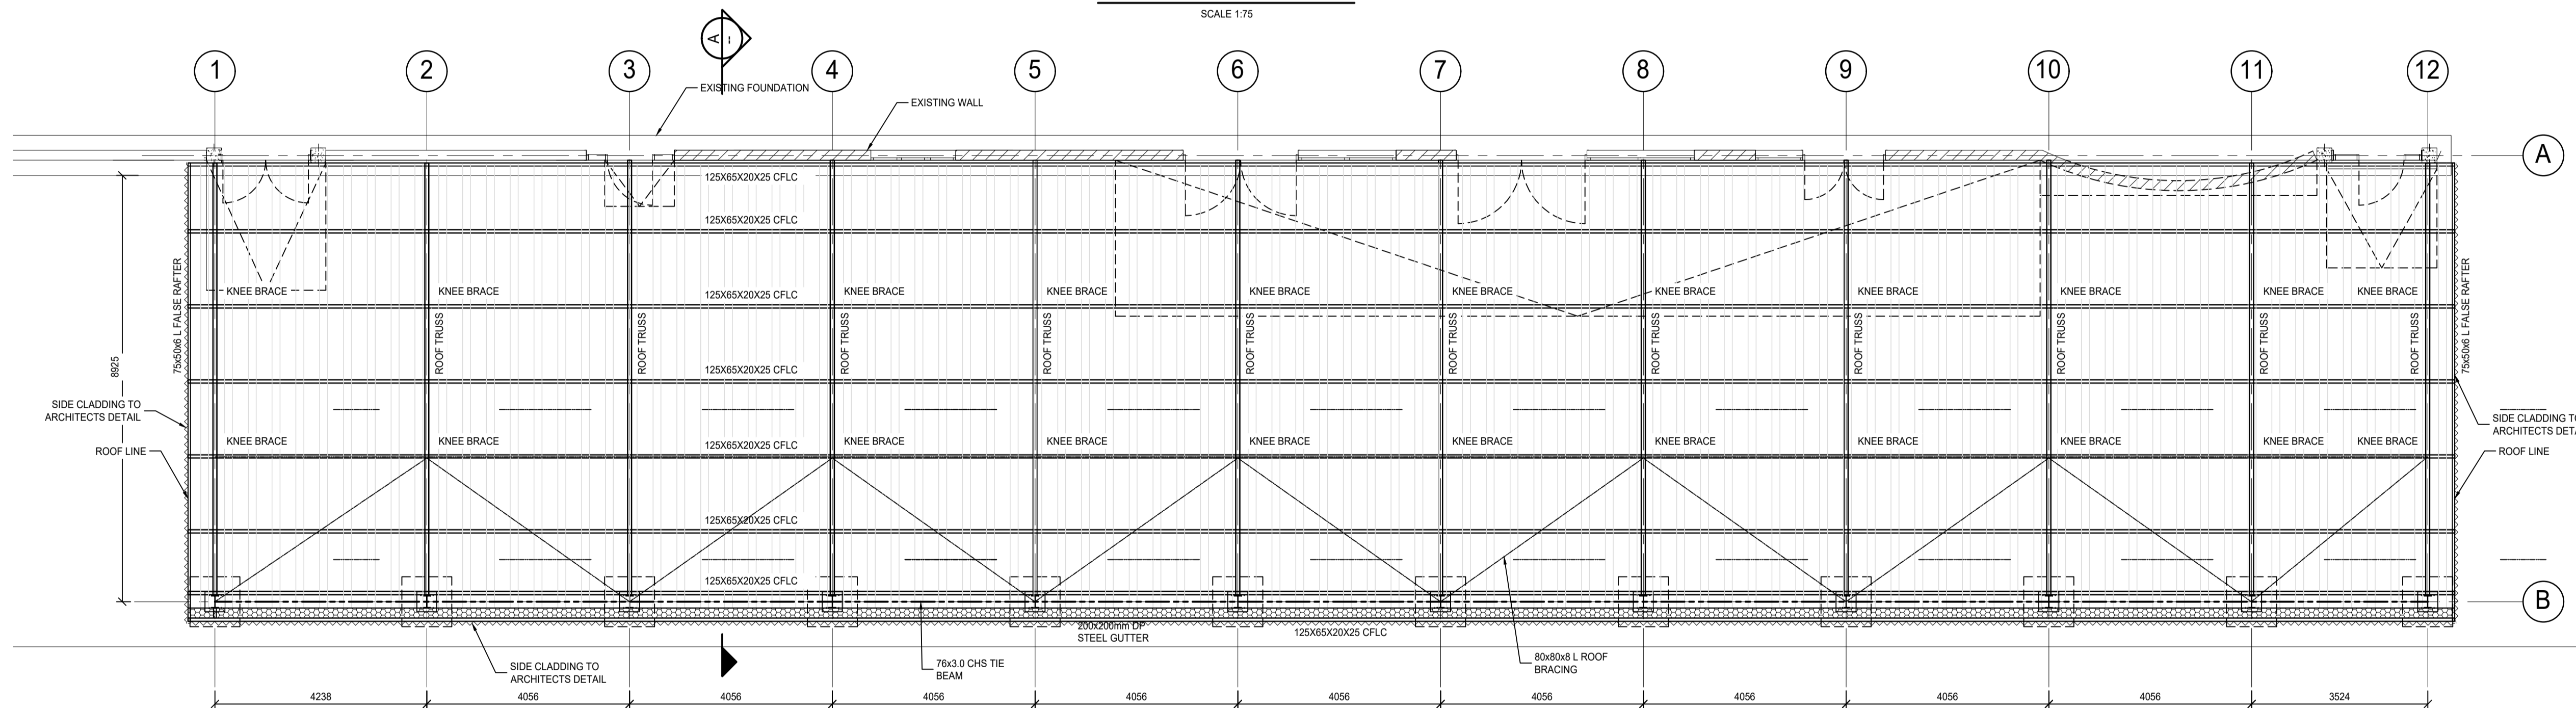 SCALE 1:75
A
--
1
2
3
4
5
6
7
8
9
10
11
12
EXISTING FOUNDATION
EXISTING WALL
A
125X65X20X25 CFLC
125X65X20X25 CFLC
75x50x6 L FALSE RAFTER
75x50x6 L FALSE RAFTER
KNEE BRACE
KNEE BRACE
125X65X20X25 CFLC
KNEE BRACE
KNEE BRACE
KNEE BRACE
KNEE BRACE
KNEE BRACE
KNEE BRACE
KNEE BRACE
KNEE BRACE
KNEE BRACE
ROOF TRUSS
ROOF TRUSS
ROOF TRUSS
ROOF TRUSS
ROOF TRUSS
ROOF TRUSS
ROOF TRUSS
ROOF TRUSS
ROOF TRUSS
ROOF TRUSS
ROOF TRUSS
8925
125X65X20X25 CFLC
SIDE CLADDING TO
ARCHITECTS DETAIL
SIDE CLADDING TO
ARCHITECTS DETA
KNEE BRACE
KNEE BRACE
125X65X20X25 CFLC
KNEE BRACE
KNEE BRACE
KNEE BRACE
KNEE BRACE
KNEE BRACE
KNEE BRACE
KNEE BRACE
KNEE BRACE
KNEE BRACE
ROOF LINE
ROOF LINE
125X65X20X25 CFLC
125X65X20X25 CFLC
B
200x200mm DP
STEEL GUTTER
125X65X20X25 CFLC
SIDE CLADDING TO
ARCHITECTS DETAIL
76x3.0 CHS TIE
BEAM
80x80x8 L ROOF
BRACING
4238
4056
4056
4056
4056
4056
4056
4056
4056
4056
3524